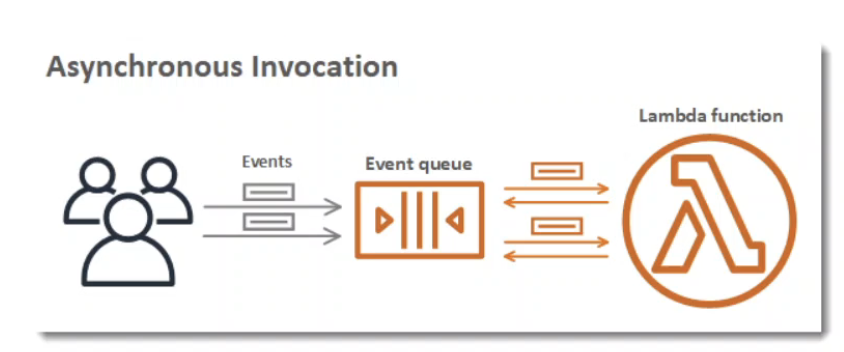 Asynchronous Invocation
Lambda function
Events
Event queue